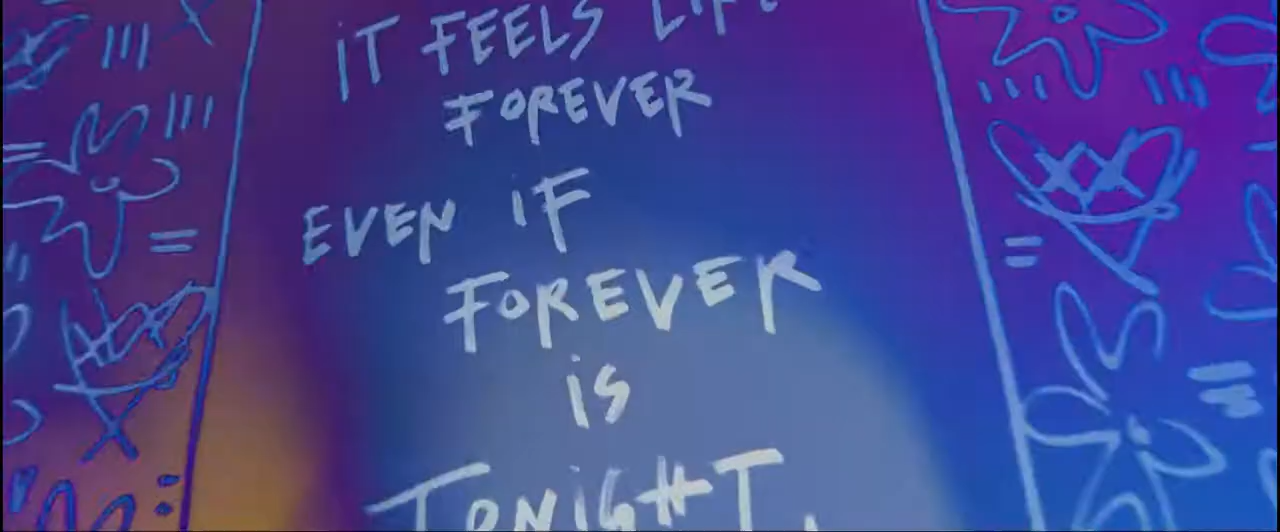 IT FEELS
FOREVER
EVEN IF
FOREVER
IS
TONIGHT